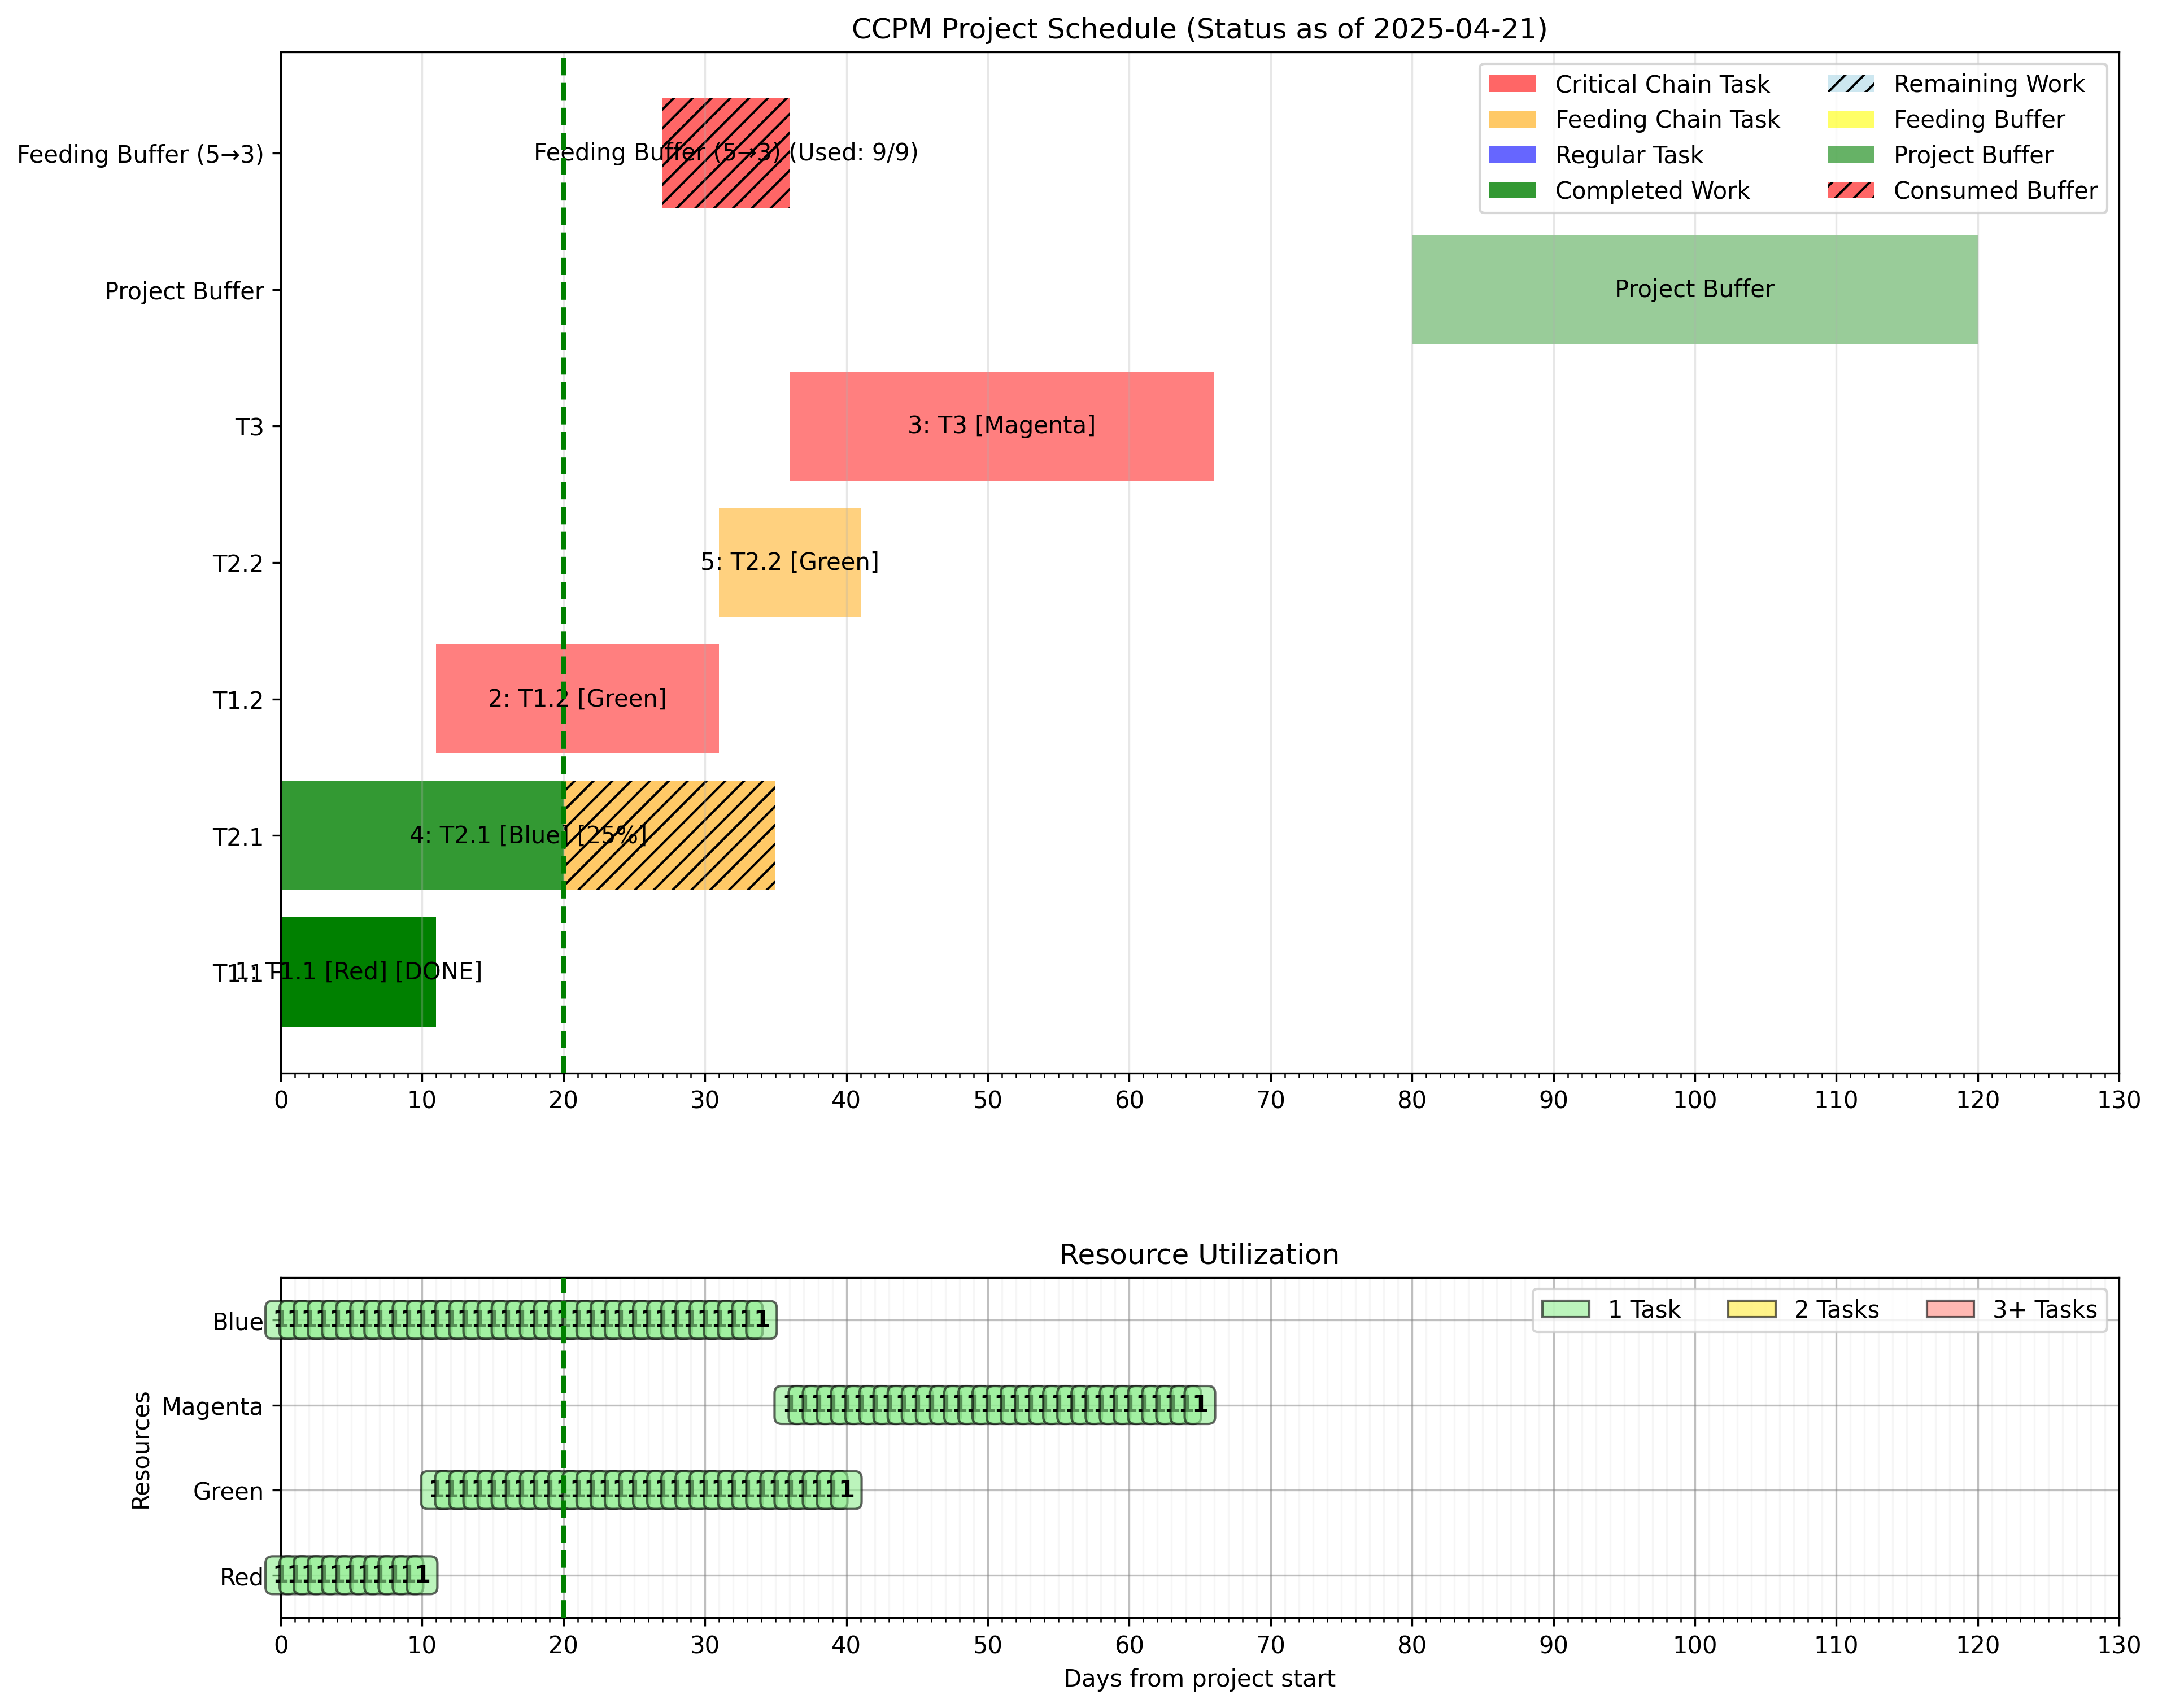 CCPM Project Schedule (Status as of 2025-04-21)
Critical Chain Task
Feeding Chain Task
Regular Task
Completed Work
Remaining Work
Feeding Buffer
Project Buffer
Consumed Buffer
Feeding Buffer (5→3)
Feeding Buffer (5→3) (Used: 9/9)
Project Buffer
Project Buffer
T3
3: T3 [Magenta]
T2.2
5: T2.2 [Green]
T1.2
2: T1.2 [Green]
T2.1
4: T2.1 [Blue] [25%]
T1.1
1: T1.1 [Red] [DONE]
0 10 20 30 40 50 60 70 80 90 100 110 120 130
Resource Utilization
1 Task 2 Tasks 3+ Tasks
Resources
Blue
11111111111111111111111111111111111
Magenta
111111111111111111111111111111
Green
111111111111111111111111111111
Red
11111111111
0 10 20 30 40 50 60 70 80 90 100 110 120 130
Days from project start